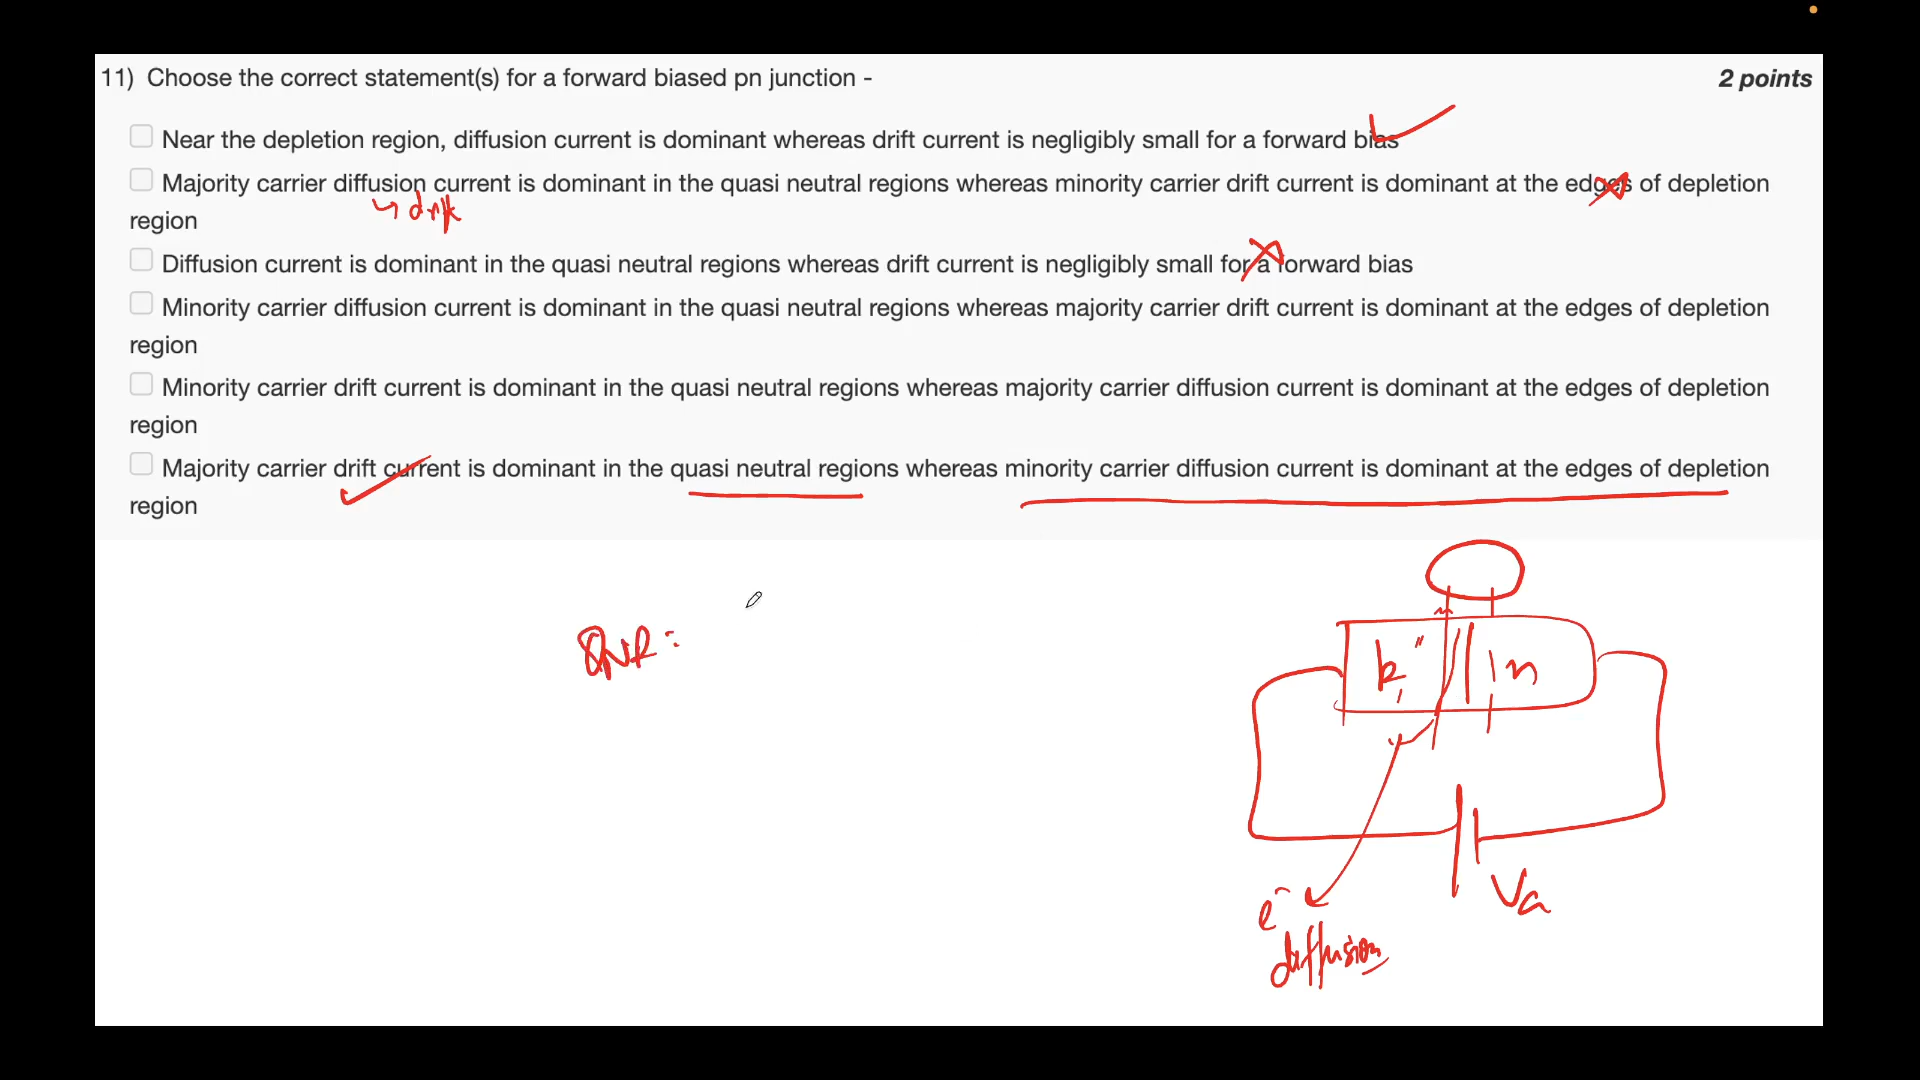 11) Choose the correct statement(s) for a forward biased pn junction -
2 points
Near the depletion region, diffusion current is dominant whereas drift current is negligibly small for a forward bias
Majority carrier diffusion current is dominant in the quasi neutral regions whereas minority carrier drift current is dominant at the edges of depletion
drift
region
Diffusion current is dominant in the quasi neutral regions whereas drift current is negligibly small for a forward bias
Minority carrier diffusion current is dominant in the quasi neutral regions whereas majority carrier drift current is dominant at the edges of depletion
region
Minority carrier drift current is dominant in the quasi neutral regions whereas majority carrier diffusion current is dominant at the edges of depletion
region
Majority carrier drift current is dominant in the quasi neutral regions whereas minority carrier diffusion current is dominant at the edges of depletion
region
QNR :
p n
Va
e-
diffusion